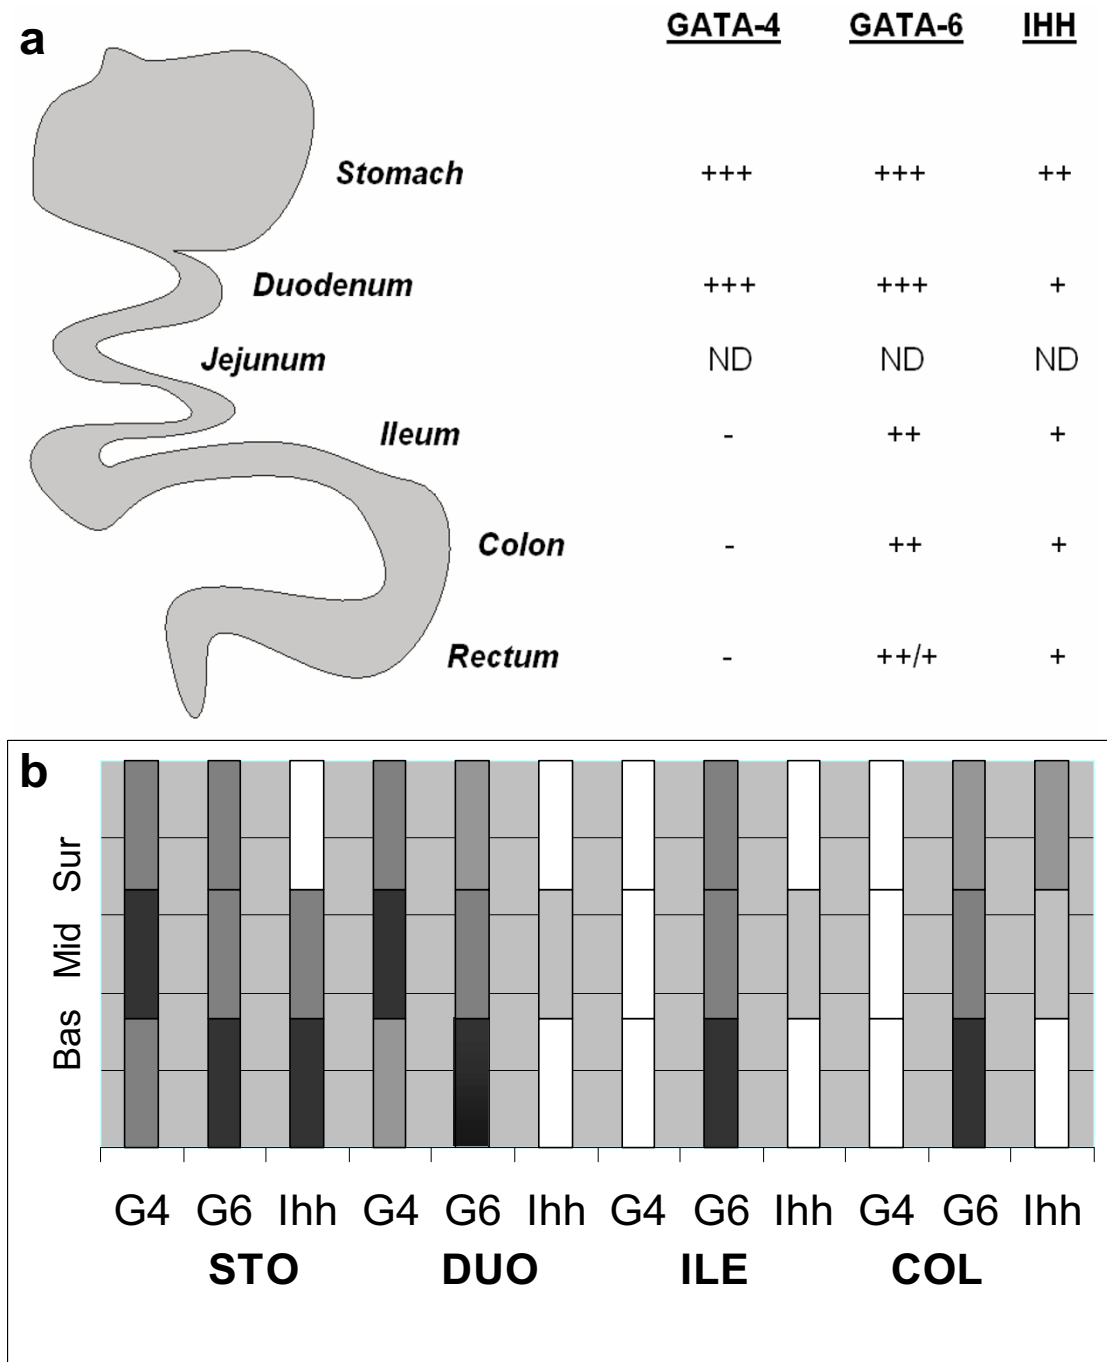 a
GATA-4 GATA-6 IHH
Stomach +++ +++ ++
Duodenum +++ +++ +
Jejunum ND ND ND
Ileum - ++ +
Colon - ++ +
Rectum - ++/+ +
b
Sur
Mid
Bas
G4 G6 Ihh G4 G6 Ihh G4 G6 Ihh G4 G6 Ihh
STO DUO ILE COL